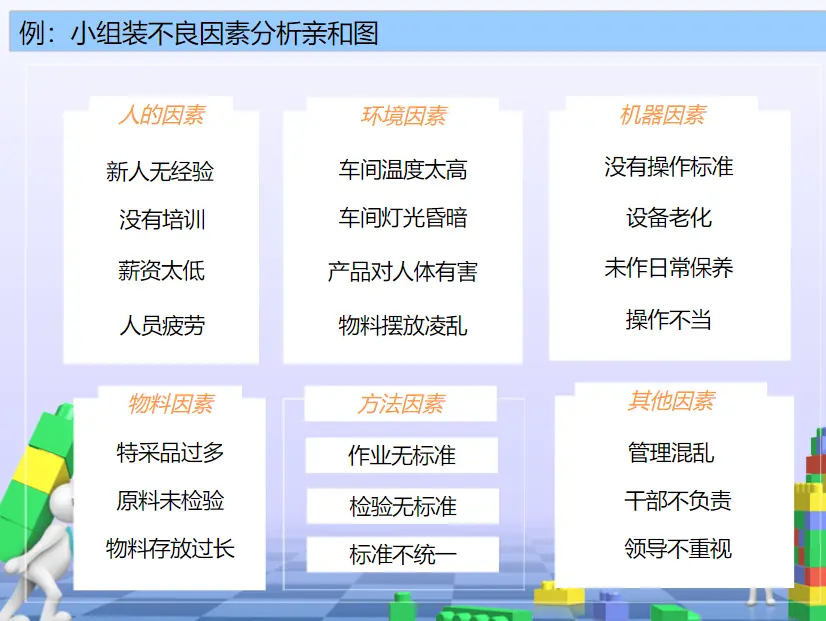 例：小组装不良因素分析亲和图
人的因素
新人无经验
没有培训
薪资太低
人员疲劳
环境因素
车间温度太高
车间灯光昏暗
产品对人体有害
物料摆放凌乱
机器因素
没有操作标准
设备老化
未作日常保养
操作不当
物料因素
特采品过多
原料未检验
物料存放过长
方法因素
作业无标准
检验无标准
标准不统一
其他因素
管理混乱
干部不负责
领导不重视